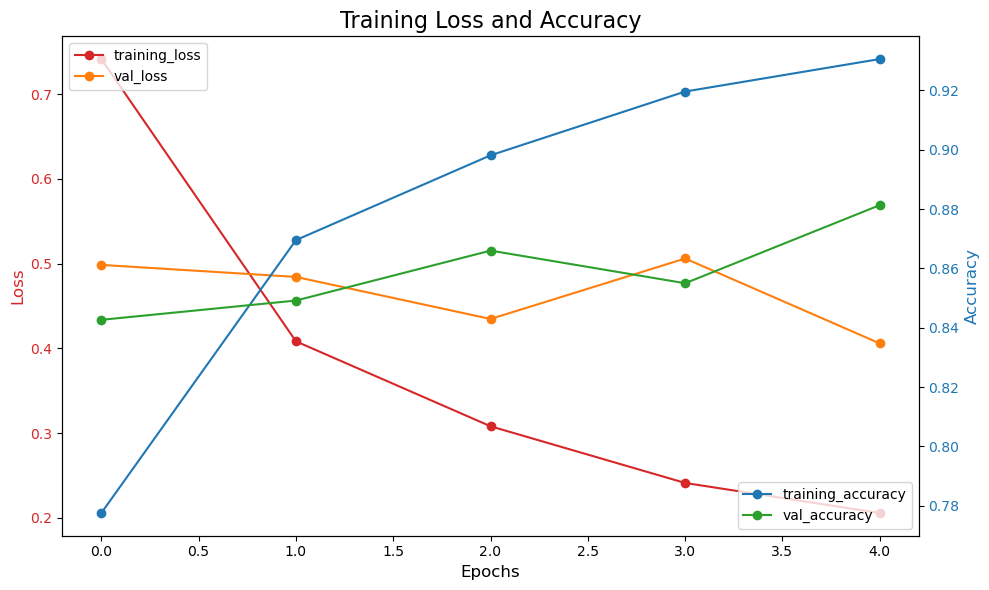 Training Loss and Accuracy
training_loss
val_loss
0.7
0.6
0.5
0.4
0.3
0.2
Loss
0.92
0.90
0.88
0.86
0.84
0.82
0.80
0.78
Accuracy
training_accuracy
val_accuracy
0.0 0.5 1.0 1.5 2.0 2.5 3.0 3.5 4.0
Epochs